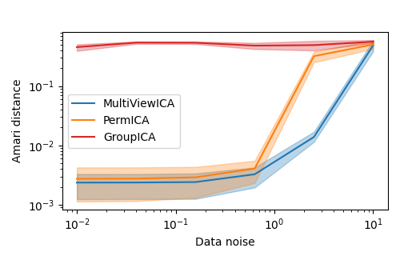 Amari distance
10⁻¹
10⁻²
10⁻³
MultiViewICA
PermICA
GroupICA
10⁻² 10⁻¹ 10⁰ 10¹
Data noise